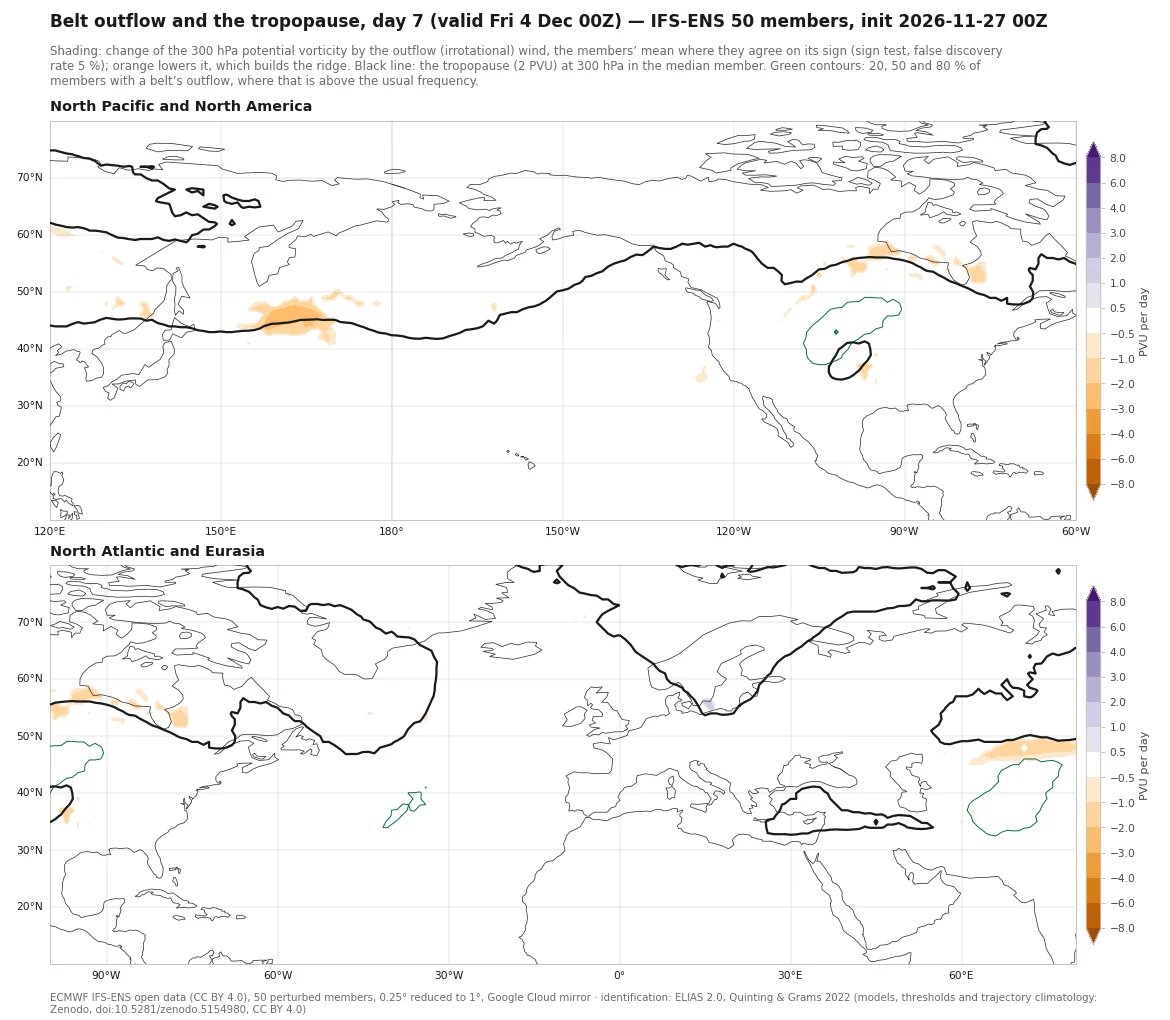 Belt outflow and the tropopause, day 7 (valid Fri 4 Dec 00Z) — IFS-ENS 50 members, init 2026-11-27 00Z
Shading: change of the 300 hPa potential vorticity by the outflow (irrotational) wind, the members’ mean where they agree on its sign (sign test, false discovery
rate 5 %); orange lowers it, which builds the ridge. Black line: the tropopause (2 PVU) at 300 hPa in the median member. Green contours: 20, 50 and 80 % of
members with a belt’s outflow, where that is above the usual frequency.
North Pacific and North America
70°N
60°N
50°N
40°N
30°N
20°N
120°E 150°E 180° 150°W 120°W 90°W 60°W
8.0
6.0
4.0
3.0
2.0
1.0
0.5
−0.5
−1.0
−2.0
−3.0
−4.0
−6.0
−8.0
PVU per day
North Atlantic and Eurasia
70°N
60°N
50°N
40°N
30°N
20°N
90°W 60°W 30°W 0° 30°E 60°E
8.0
6.0
4.0
3.0
2.0
1.0
0.5
−0.5
−1.0
−2.0
−3.0
−4.0
−6.0
−8.0
PVU per day
ECMWF IFS-ENS open data (CC BY 4.0), 50 perturbed members, 0.25° reduced to 1°, Google Cloud mirror · identification: ELIAS 2.0, Quinting & Grams 2022 (models, thresholds and trajectory climatology:
Zenodo, doi:10.5281/zenodo.5154980, CC BY 4.0)